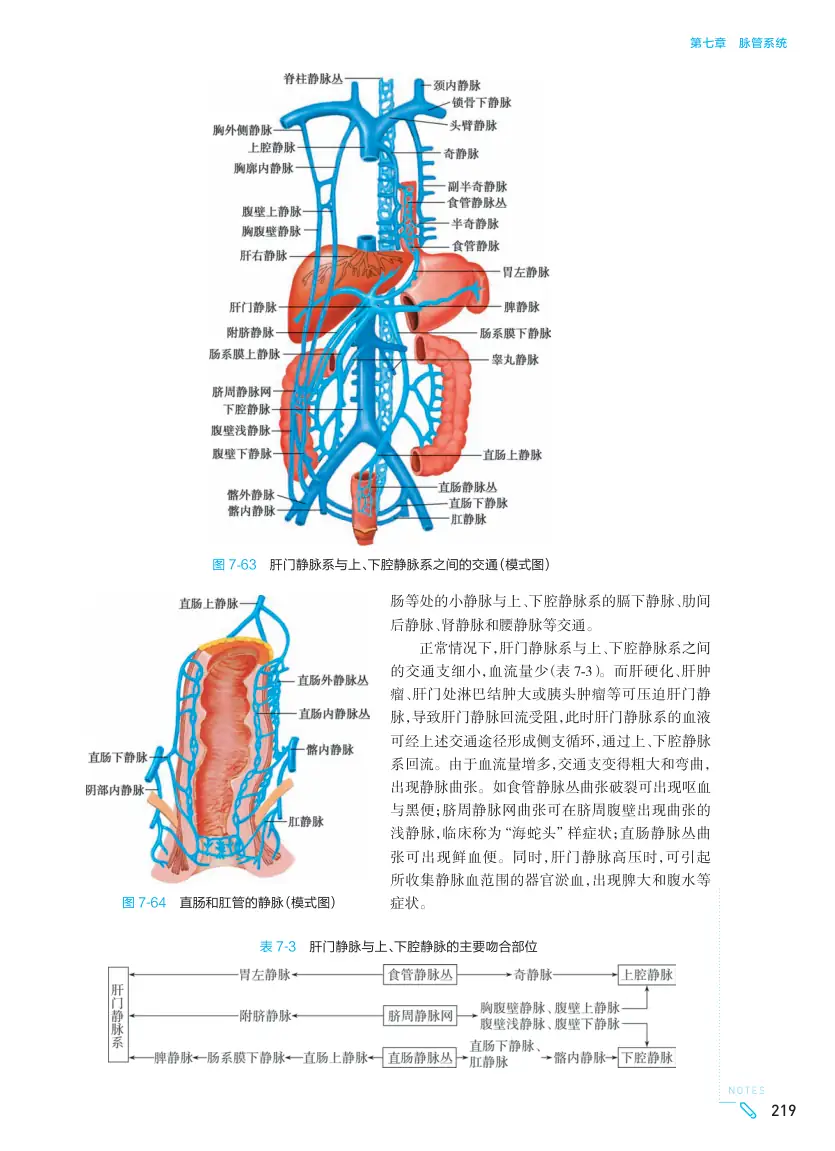 第七章 脉管系统
脊柱静脉丛
颈内静脉
锁骨下静脉
头臂静脉
胸外侧静脉
上腔静脉
奇静脉
胸廓内静脉
副半奇静脉
食管静脉丛
腹壁上静脉
半奇静脉
胸腹壁静脉
食管静脉
肝右静脉
胃左静脉
肝门静脉
脾静脉
附脐静脉
肠系膜下静脉
肠系膜上静脉
睾丸静脉
脐周静脉网
下腔静脉
腹壁浅静脉
腹壁下静脉
直肠上静脉
直肠静脉丛
髂外静脉
直肠下静脉
髂内静脉
肛静脉
图 7-63 肝门静脉系与上、下腔静脉系之间的交通(模式图)
直肠上静脉
直肠外静脉丛
直肠内静脉丛
髂内静脉
直肠下静脉
阴部内静脉
肛静脉
图 7-64 直肠和肛管的静脉(模式图)
肠等处的小静脉与上、下腔静脉系的膈下静脉、肋间
后静脉、肾静脉和腰静脉等交通。
正常情况下,肝门静脉系与上、下腔静脉系之间
的交通支细小,血流量少(表 7-3)。而肝硬化、肝肿
瘤、肝门处淋巴结肿大或胰头肿瘤等可压迫肝门静
脉,导致肝门静脉回流受阻,此时肝门静脉系的血液
可经上述交通途径形成侧支循环,通过上、下腔静脉
系回流。由于血流量增多,交通支变得粗大和弯曲,
出现静脉曲张。如食管静脉丛曲张破裂可出现呕血
与黑便;脐周静脉网曲张可在脐周腹壁出现曲张的
浅静脉,临床称为“海蛇头”样症状;直肠静脉丛曲
张可出现鲜血便。同时,肝门静脉高压时,可引起
所收集静脉血范围的器官淤血,出现脾大和腹水等
症状。
表 7-3 肝门静脉与上、下腔静脉的主要吻合部位
肝门静脉系
胃左静脉 食管静脉丛 奇静脉 上腔静脉
附脐静脉 脐周静脉网 胸腹壁静脉、腹壁上静脉
腹壁浅静脉、腹壁下静脉
脾静脉 肠系膜下静脉 直肠上静脉 直肠静脉丛 直肠下静脉、
肛静脉 髂内静脉 下腔静脉
NOTES
219